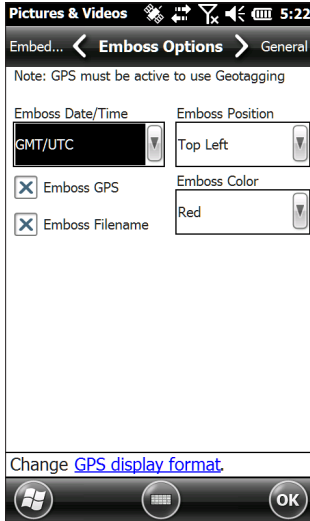 Pictures & Videos 5:22
Embed... Emboss Options General
Note: GPS must be active to use Geotagging
Emboss Date/Time Emboss Position
GMT/UTC Top Left
Emboss GPS Emboss Color
Red
Emboss Filename
Change GPS display format.
OK